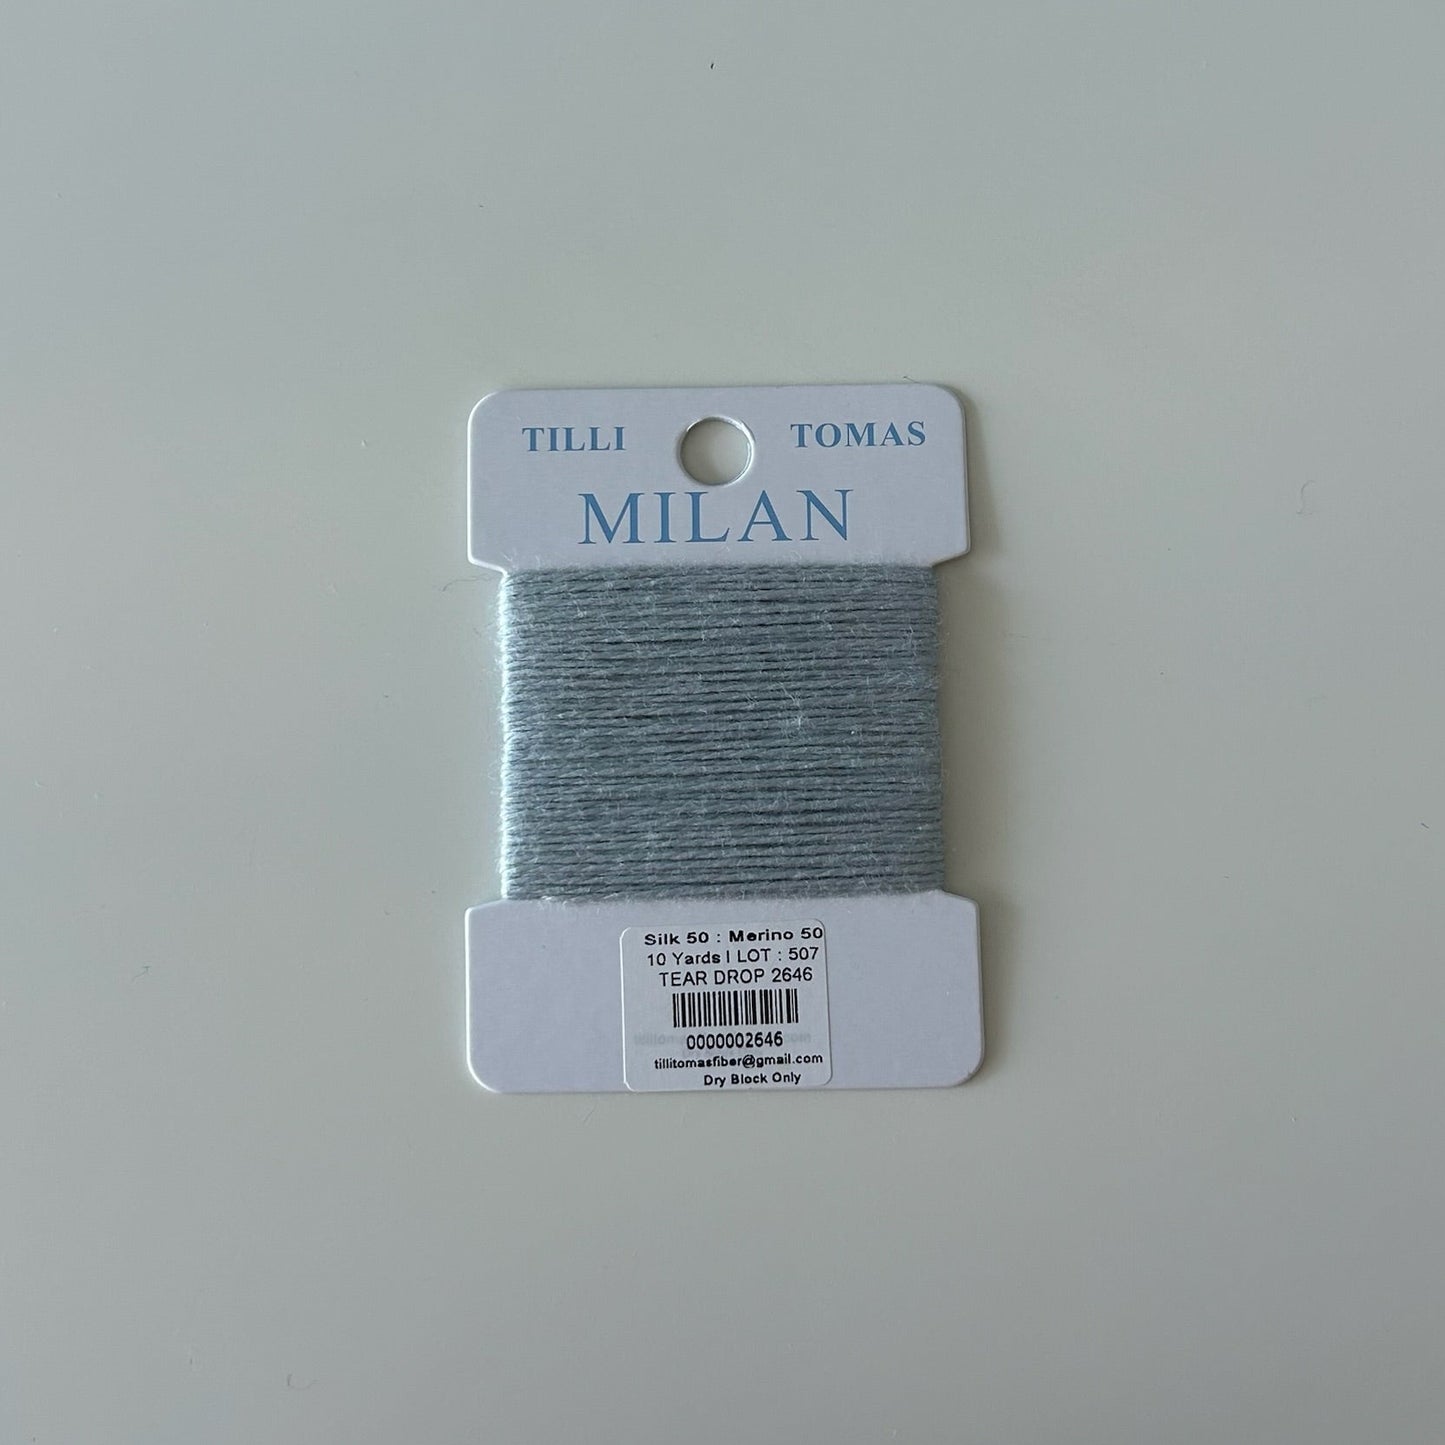 TILLI TOMAS
MILAN
Silk 50 : Merino 50
10 Yards | LOT : 507
TEAR DROP 2646
0000002646
tillitomasfiber@gmail.com
Dry Block Only